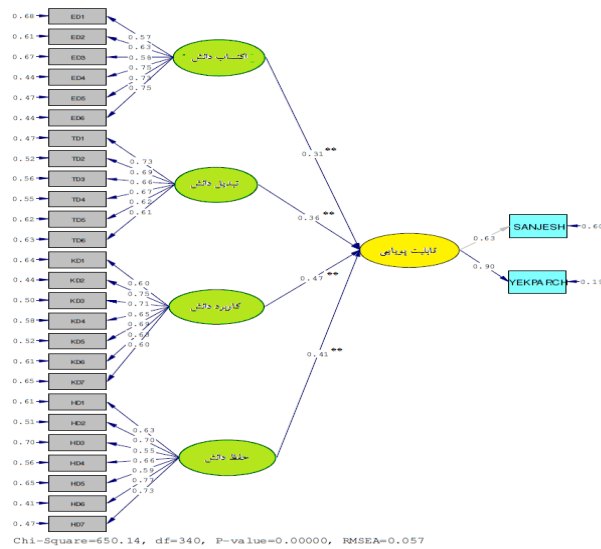 0.68 ED1 0.57
0.61 ED2 0.63
0.67 ED3 0.58
0.44 ED4 0.75
0.47 ED5 0.73
0.44 ED6 0.75
اکتساب دانش
0.31 **
0.47 TD1 0.73
0.52 TD2 0.69
0.56 TD3 0.66
0.55 TD4 0.67
0.62 TD5 0.62
0.63 TD6 0.61
تبدیل دانش
0.36 **
قابلیت پویایی
0.63 SANJESH 0.60
0.90 YEKPARCH 0.19
0.64 KD1 0.60
0.44 KD2 0.75
0.50 KD3 0.71
0.58 KD4 0.65
0.52 KD5 0.69
0.61 KD6 0.63
0.65 KD7 0.60
کاربرد دانش
0.47 **
0.61 HD1 0.63
0.51 HD2 0.70
0.70 HD3 0.55
0.56 HD4 0.66
0.65 HD5 0.59
0.41 HD6 0.77
0.47 HD7 0.73
حفظ دانش
0.41 **
Chi-Square=650.14, df=340, P-value=0.00000, RMSEA=0.057